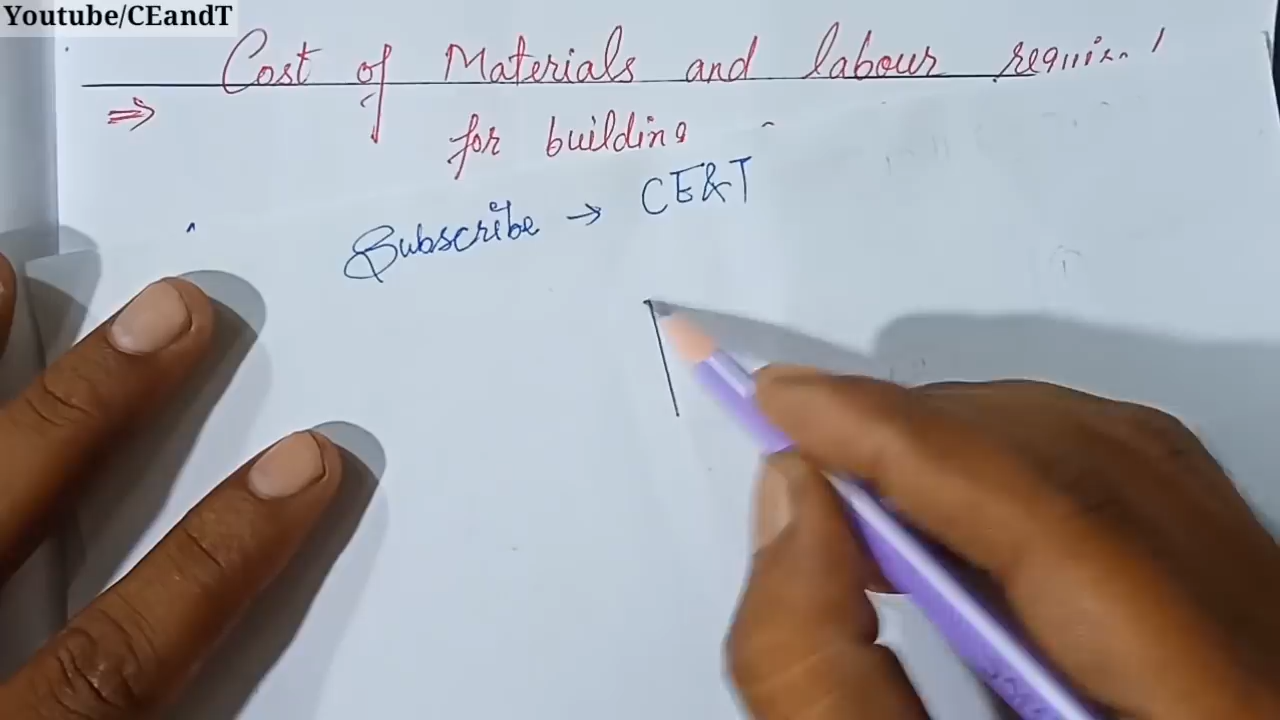 Youtube/CEandT
Cost of Materials and labour
⇒ for building
Subscribe → CE&T